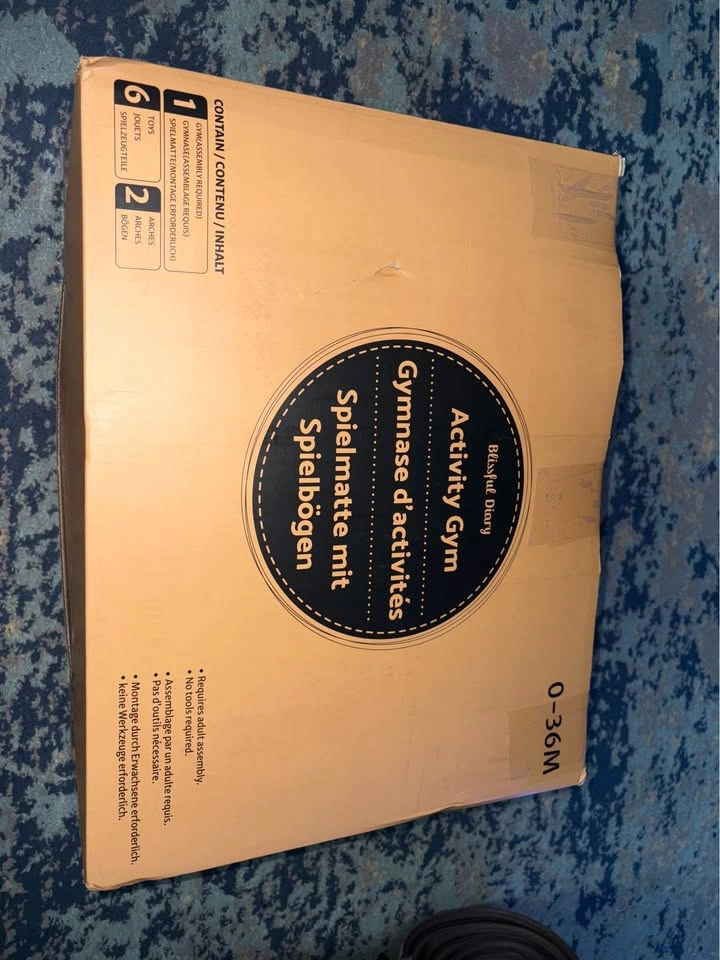 0-36M
Blissful Diary
Activity Gym
Gymnase d'activités
Spielmatte mit
Spielbögen
CONTAIN / CONTENU / INHALT
1
GYM(ASSEMBLY REQUIRED)
GYMNASE(ASSEMBLAGE REQUIS)
SPIELMATTE(MONTAGE ERFORDERLICH)
6
TOYS
JOUETS
SPIELZEUGTEILE
2
ARCHES
ARCHES
BÖGEN
• Requires adult assembly.
• No tools required.
• Assemblage par un adulte requis.
• Pas d'outils nécessaire.
• Montage durch Erwachsene erforderlich.
• keine Werkzeuge erforderlich.